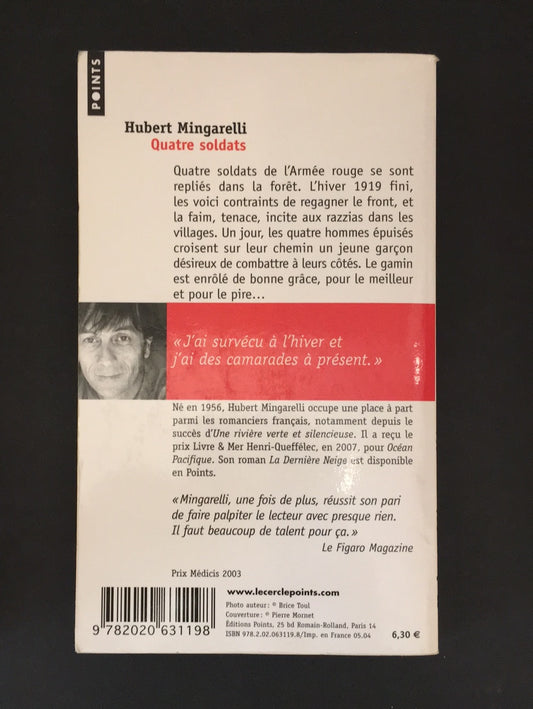 POINTS
Hubert Mingarelli
Quatre soldats
Quatre soldats de l'Armée rouge se sont
repliés dans la forêt. L'hiver 1919 fini,
les voici contraints de regagner le front, et
la faim, tenace, incite aux razzias dans les
villages. Un jour, les quatre hommes épuisés
croisent sur leur chemin un jeune garçon
désireux de combattre à leurs côtés. Le gamin
est enrôlé de bonne grâce, pour le meilleur
et pour le pire…
« J'ai survécu à l'hiver et
j'ai des camarades à présent. »
Né en 1956, Hubert Mingarelli occupe une place à part
parmi les romanciers français, notamment depuis le
succès d'Une rivière verte et silencieuse. Il a reçu le
prix Livre & Mer Henri-Queffélec, en 2007, pour Océan
Pacifique. Son roman La Dernière Neige est disponible
en Points.
« Mingarelli, une fois de plus, réussit son pari
de faire palpiter le lecteur avec presque rien.
Il faut beaucoup de talent pour ça. »
Le Figaro Magazine
Prix Médicis 2003
www.lecerclepoints.com
Photo auteur : © Brice Toul
Couverture : © Pierre Mornet
Éditions Points, 25 bd Romain-Rolland, Paris 14
ISBN 978.2.02.063119.8/Imp. en France 05.04
6,30 €
9 782020 631198